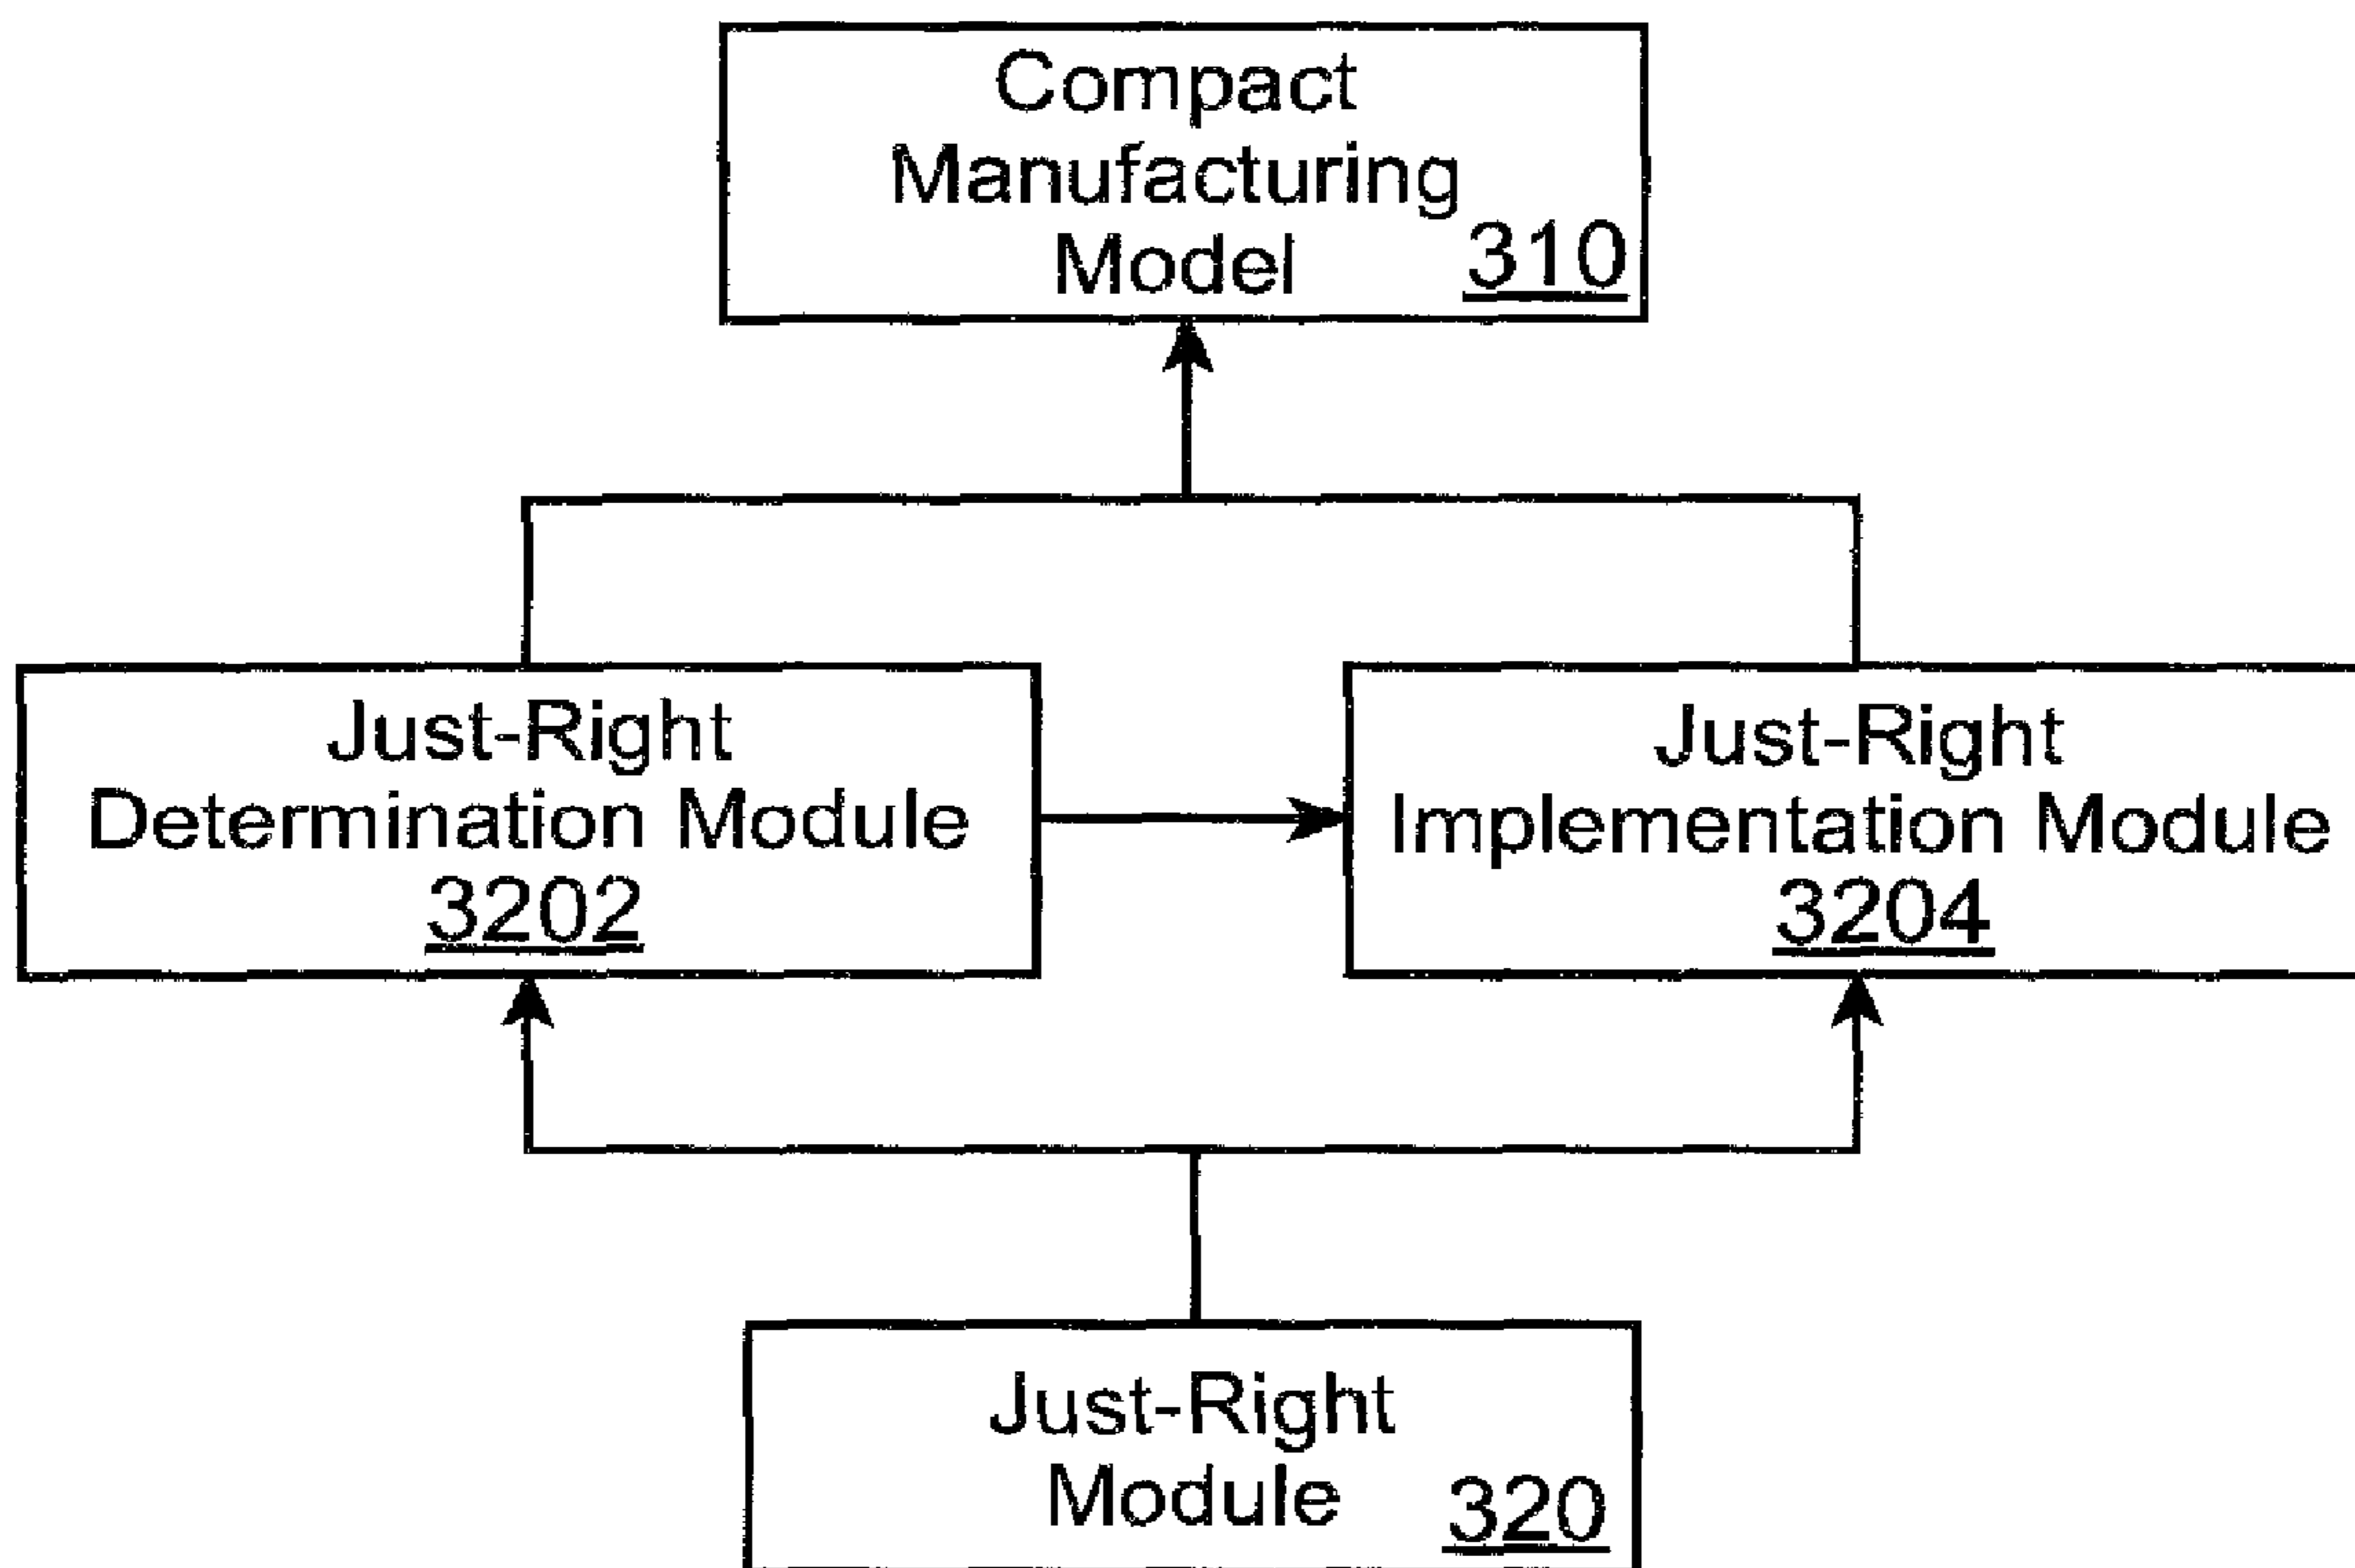 Compact
Manufacturing
Model 310
Just-Right
Determination Module
3202
Just-Right
Implementation Module
3204
Just-Right
Module 320